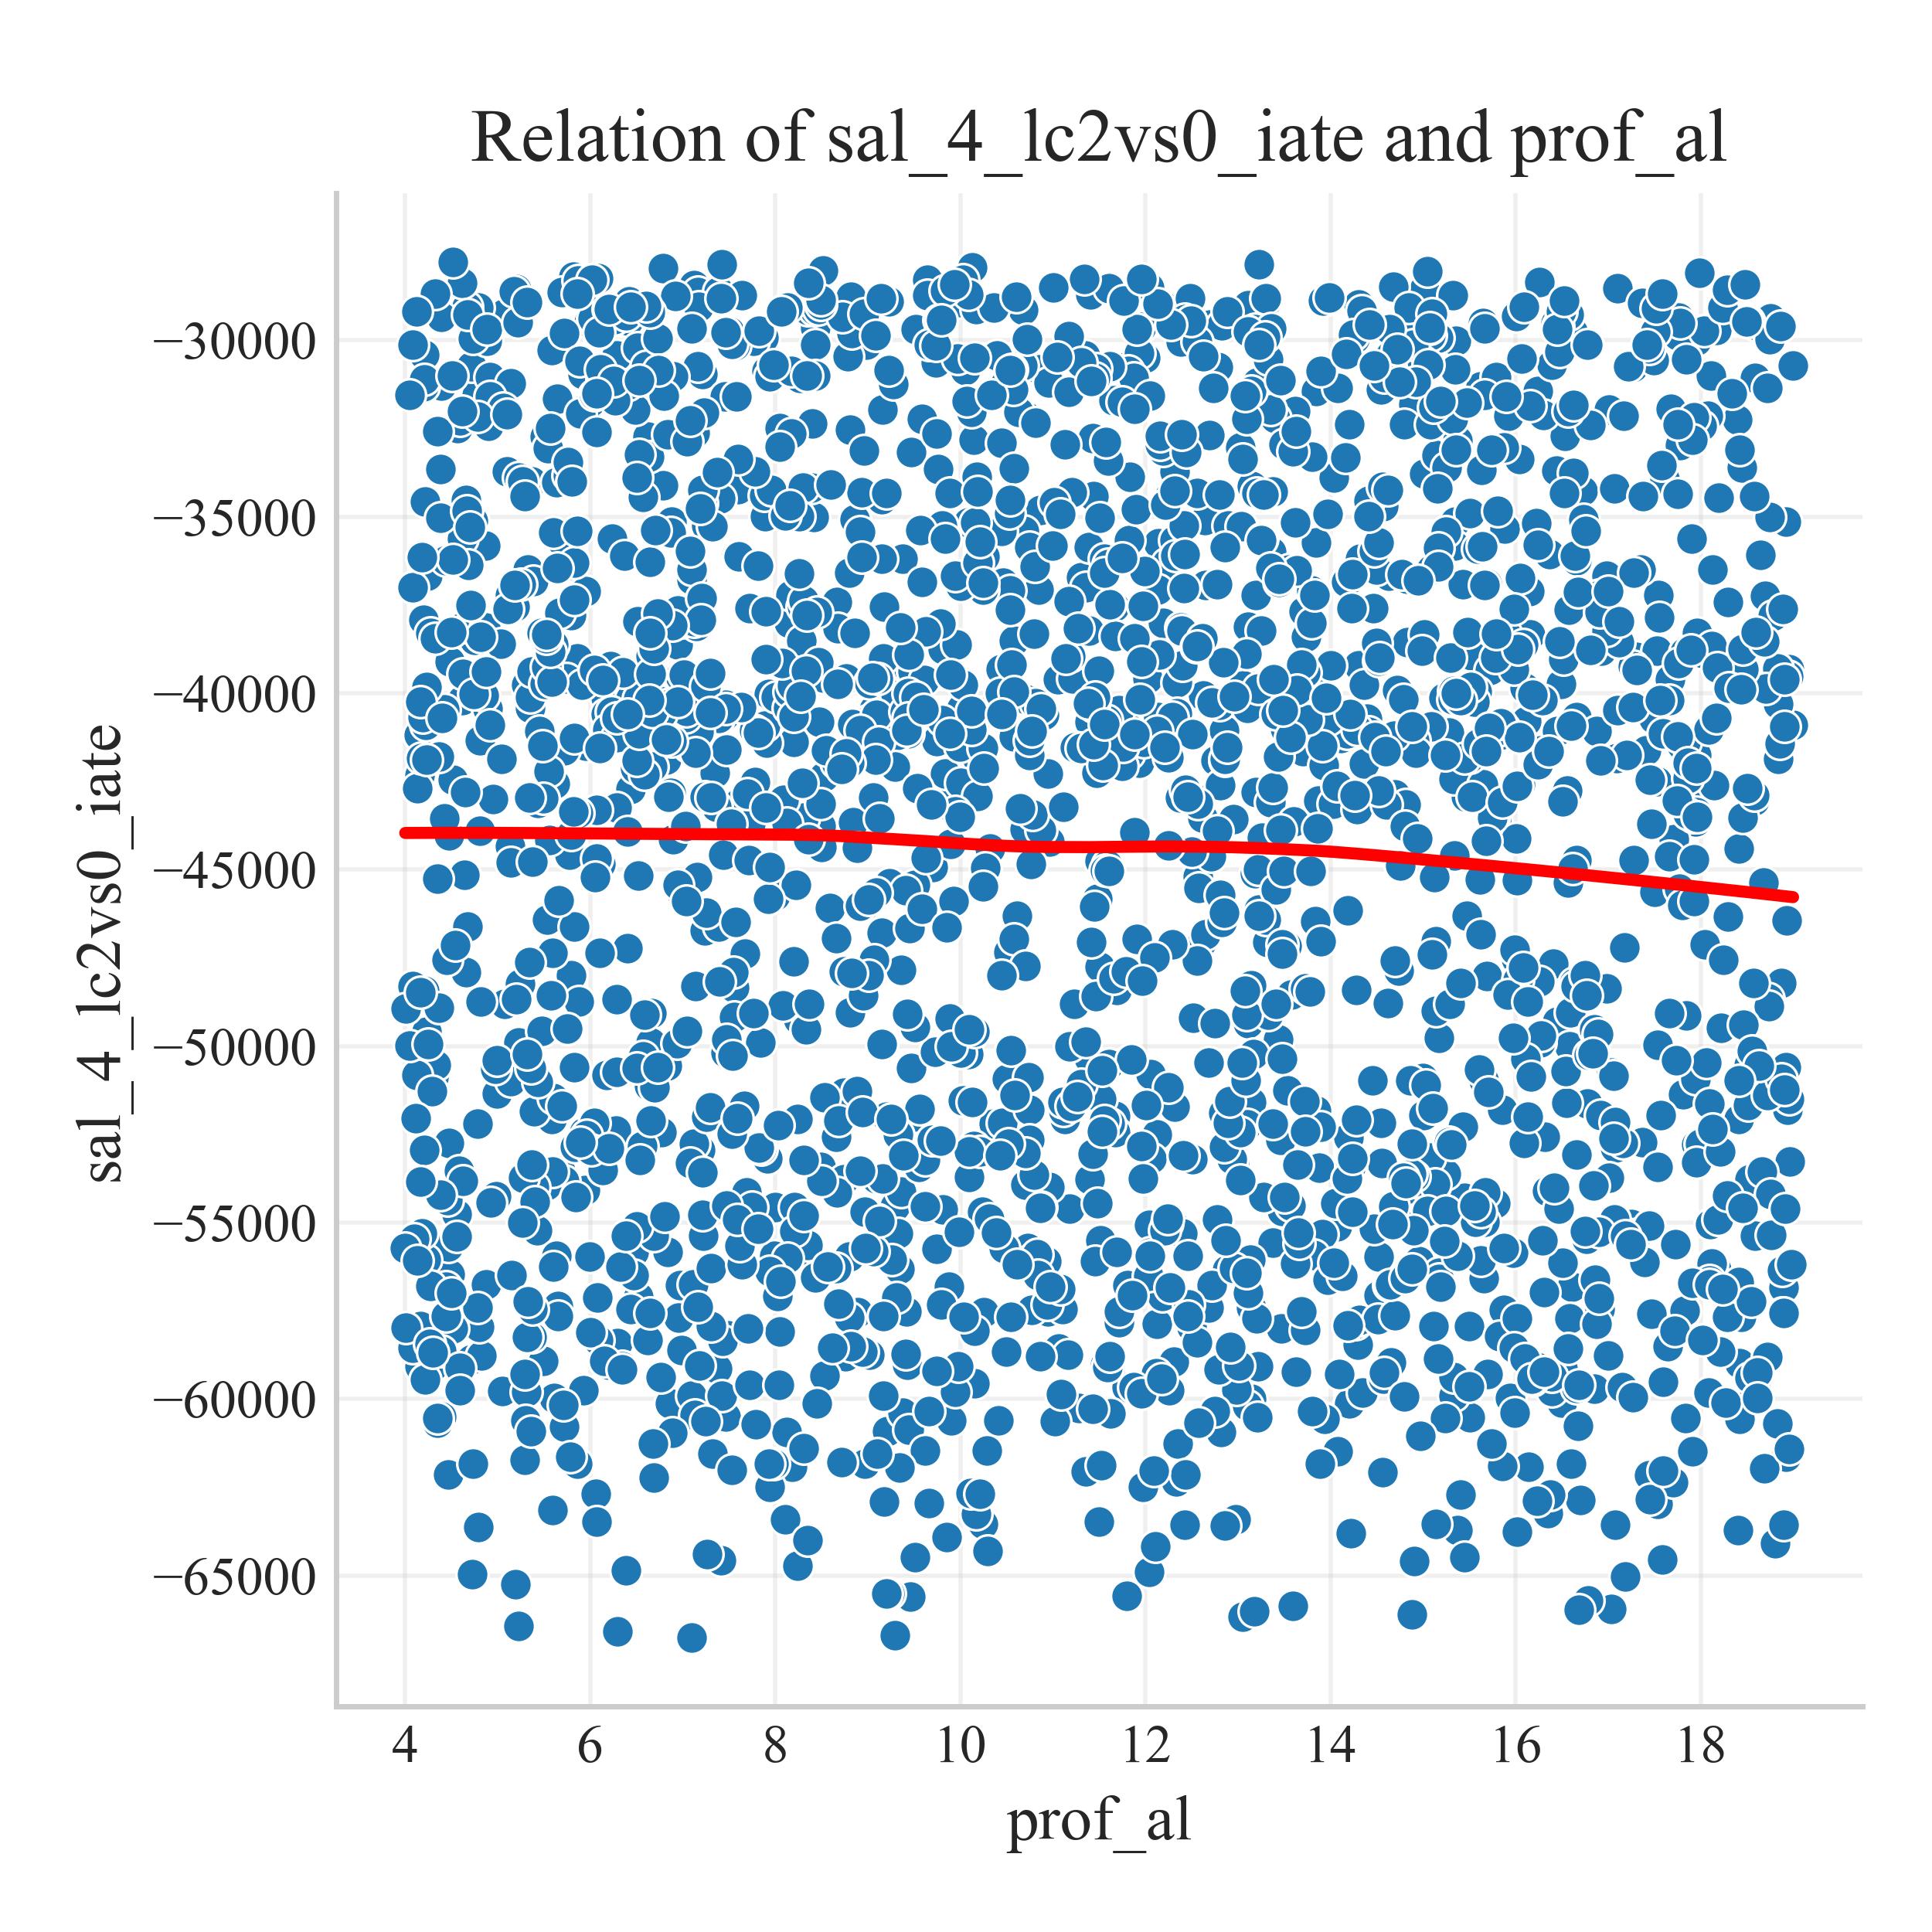 Relation of sal_4_lc2vs0_iate and prof_al
sal_4_lc2vs0_iate
−30000
−35000
−40000
−45000
−50000
−55000
−60000
−65000
4 6 8 10 12 14 16 18
prof_al